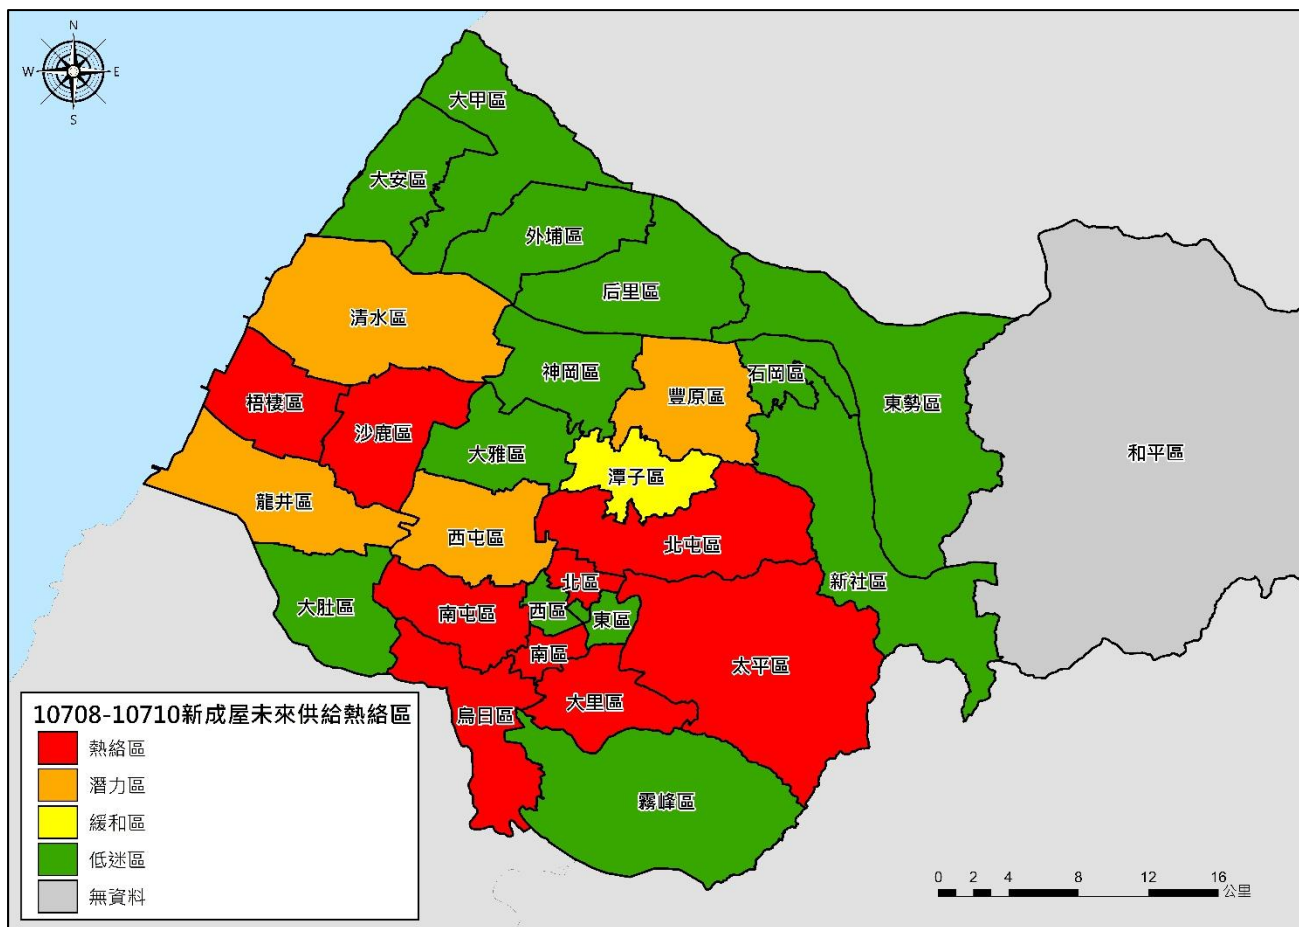 N
W
E
S
大甲區
大安區
外埔區
后里區
清水區
神岡區
豐原區
石岡區
東勢區
梧棲區
沙鹿區
大雅區
潭子區
和平區
龍井區
西屯區
北屯區
北區
新社區
大肚區
南屯區
西區
東區
南區
太平區
大里區
烏日區
霧峰區
10708-10710新成屋未來供給熱絡區
熱絡區
潛力區
緩和區
低迷區
無資料
0 2 4 8 12 16
公里